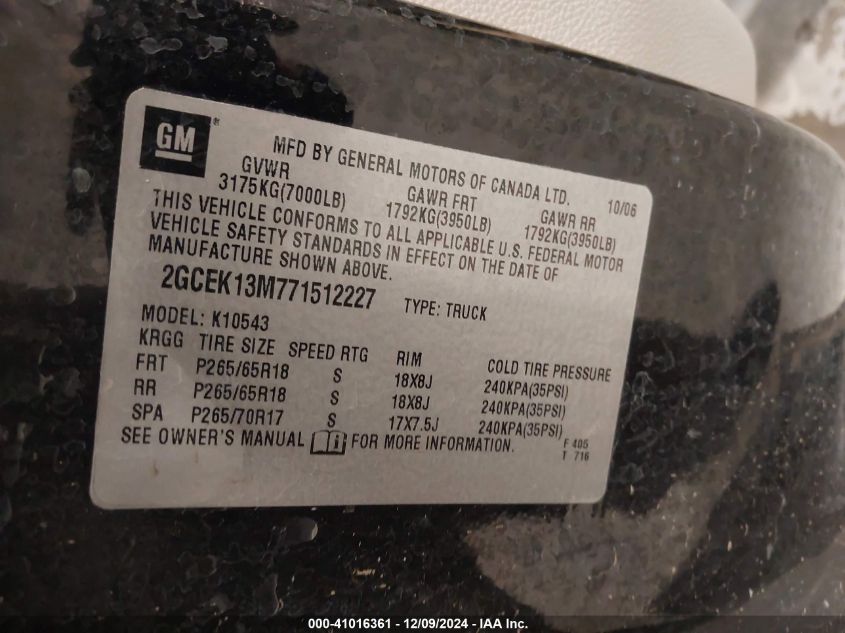 GM®
MFD BY GENERAL MOTORS OF CANADA LTD. 10/06
GVWR GAWR FRT GAWR RR
3175KG(7000LB) 1792KG(3950LB) 1792KG(3950LB)
THIS VEHICLE CONFORMS TO ALL APPLICABLE U.S. FEDERAL MOTOR
VEHICLE SAFETY STANDARDS IN EFFECT ON THE DATE OF
MANUFACTURE SHOWN ABOVE.
2GCEK13M771512227 TYPE: TRUCK
MODEL: K10543
KRGG TIRE SIZE SPEED RTG RIM COLD TIRE PRESSURE
FRT P265/65R18 S 18X8J 240KPA(35PSI)
RR P265/65R18 S 18X8J 240KPA(35PSI)
SPA P265/70R17 S 17X7.5J 240KPA(35PSI)
SEE OWNER'S MANUAL FOR MORE INFORMATION.
F 405
T 716
000-41016361 - 12/09/2024 - IAA Inc.